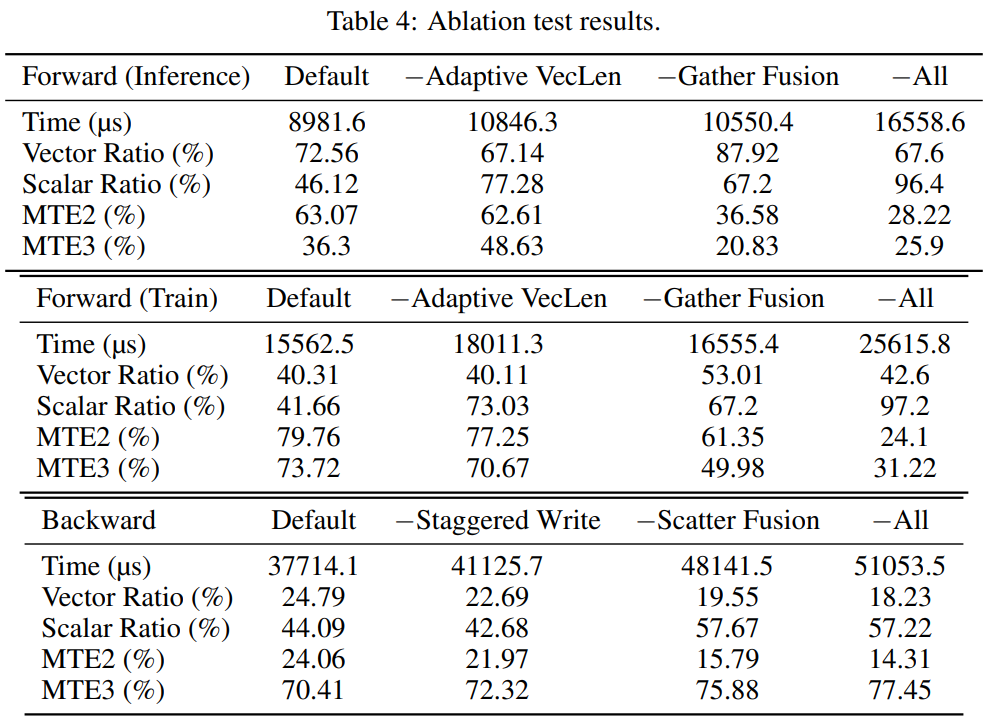 Table 4: Ablation test results.
Forward (Inference) Default −Adaptive VecLen −Gather Fusion −All
Time (μs) 8981.6 10846.3 10550.4 16558.6
Vector Ratio (%) 72.56 67.14 87.92 67.6
Scalar Ratio (%) 46.12 77.28 67.2 96.4
MTE2 (%) 63.07 62.61 36.58 28.22
MTE3 (%) 36.3 48.63 20.83 25.9
Forward (Train) Default −Adaptive VecLen −Gather Fusion −All
Time (μs) 15562.5 18011.3 16555.4 25615.8
Vector Ratio (%) 40.31 40.11 53.01 42.6
Scalar Ratio (%) 41.66 73.03 67.2 97.2
MTE2 (%) 79.76 77.25 61.35 24.1
MTE3 (%) 73.72 70.67 49.98 31.22
Backward Default −Staggered Write −Scatter Fusion −All
Time (μs) 37714.1 41125.7 48141.5 51053.5
Vector Ratio (%) 24.79 22.69 19.55 18.23
Scalar Ratio (%) 44.09 42.68 57.67 57.22
MTE2 (%) 24.06 21.97 15.79 14.31
MTE3 (%) 70.41 72.32 75.88 77.45